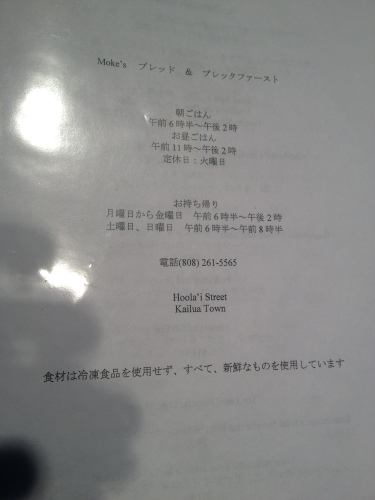 Moke's ブレッド & ブレックファースト
朝ごはん
午前6時半～午後2時
お昼ごはん
午前11時～午後2時
定休日：火曜日
お持ち帰り
月曜日から金曜日 午前6時半～午後2時
土曜日、日曜日 午前6時半～午前8時半
電話(808) 261-5565
Hoola'i Street
Kailua Town
食材は冷凍食品を使用せず、すべて、新鮮なものを使用しています